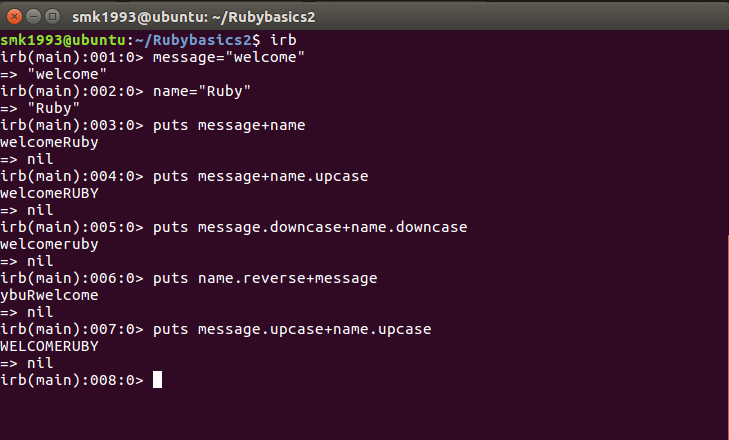 smk1993@ubuntu: ~/Rubybasics2
smk1993@ubuntu:~/Rubybasics2$ irb
irb(main):001:0> message="welcome"
=> "welcome"
irb(main):002:0> name="Ruby"
=> "Ruby"
irb(main):003:0> puts message+name
welcomeRuby
=> nil
irb(main):004:0> puts message+name.upcase
welcomeRUBY
=> nil
irb(main):005:0> puts message.downcase+name.downcase
welcomeruby
=> nil
irb(main):006:0> puts name.reverse+message
ybuRwelcome
=> nil
irb(main):007:0> puts message.upcase+name.upcase
WELCOMERUBY
=> nil
irb(main):008:0>